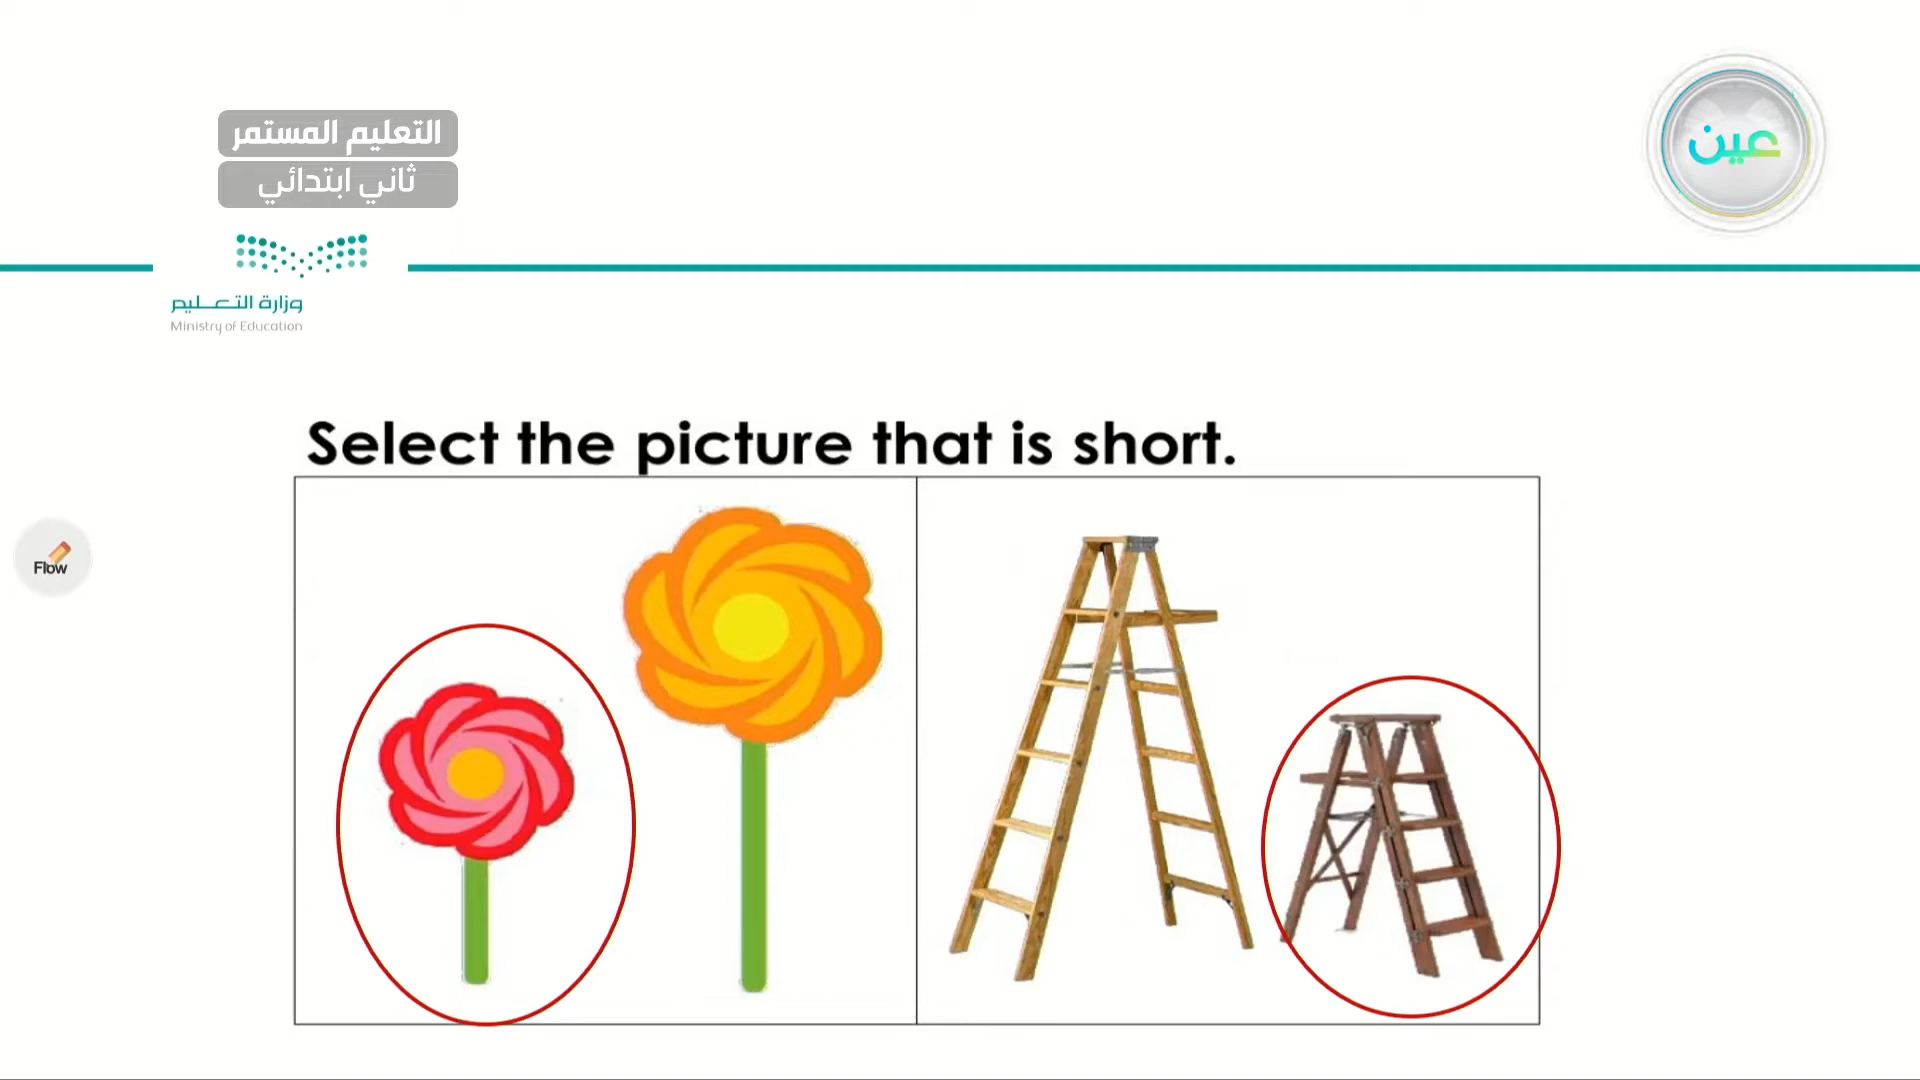 التعليم المستمر
ثاني ابتدائي
عين
وزارة التعليم
Ministry of Education
Select the picture that is short.
Flow